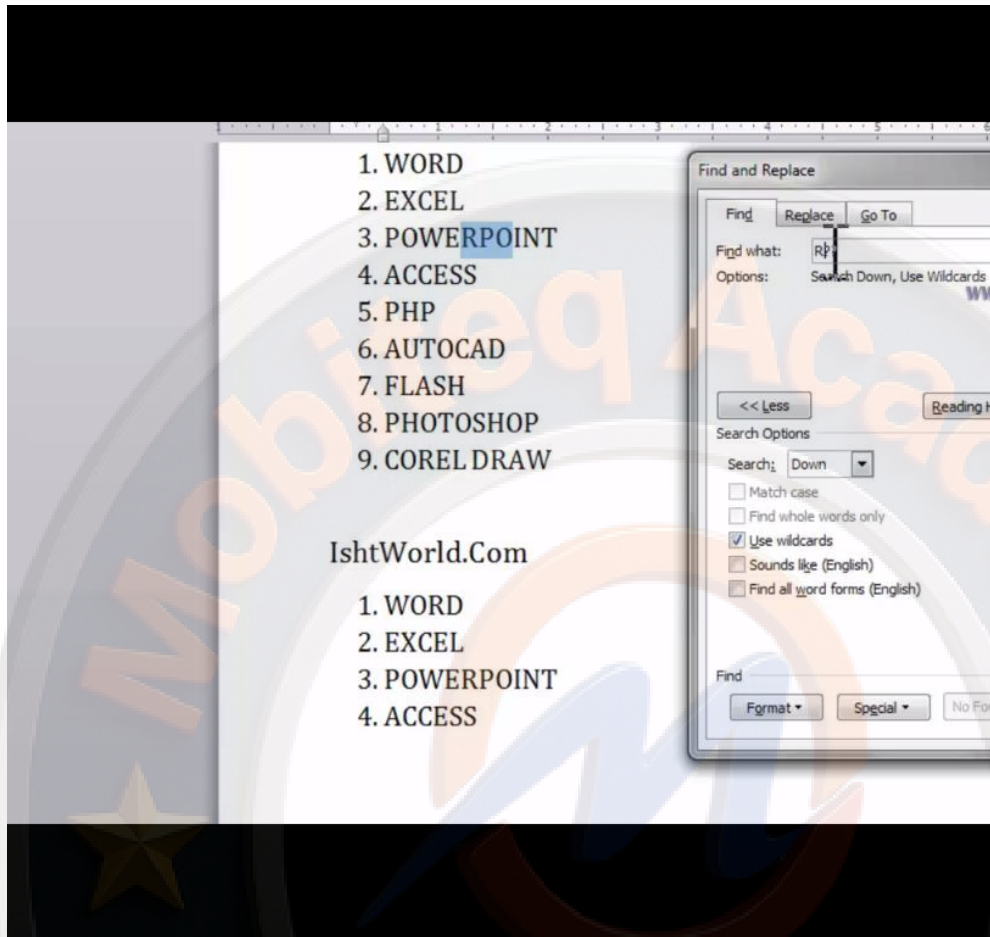 1. WORD
2. EXCEL
3. POWERPOINT
4. ACCESS
5. PHP
6. AUTOCAD
7. FLASH
8. PHOTOSHOP
9. COREL DRAW
IshtWorld.Com
1. WORD
2. EXCEL
3. POWERPOINT
4. ACCESS
Find and Replace
Find Replace Go To
Find what:
Options: Search Down, Use Wildcards
<< Less Reading
Search Options
Search: Down
Match case
Find whole words only
Use wildcards
Sounds like (English)
Find all word forms (English)
Find
Format Special No
Mobireq